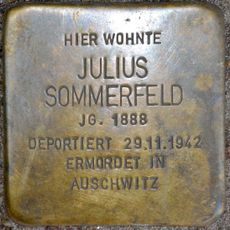 HIER WOHNTE
JULIUS
SOMMERFELD
JG. 1888
DEPORTIERT 29.11.1942
ERMORDET IN
AUSCHWITZ